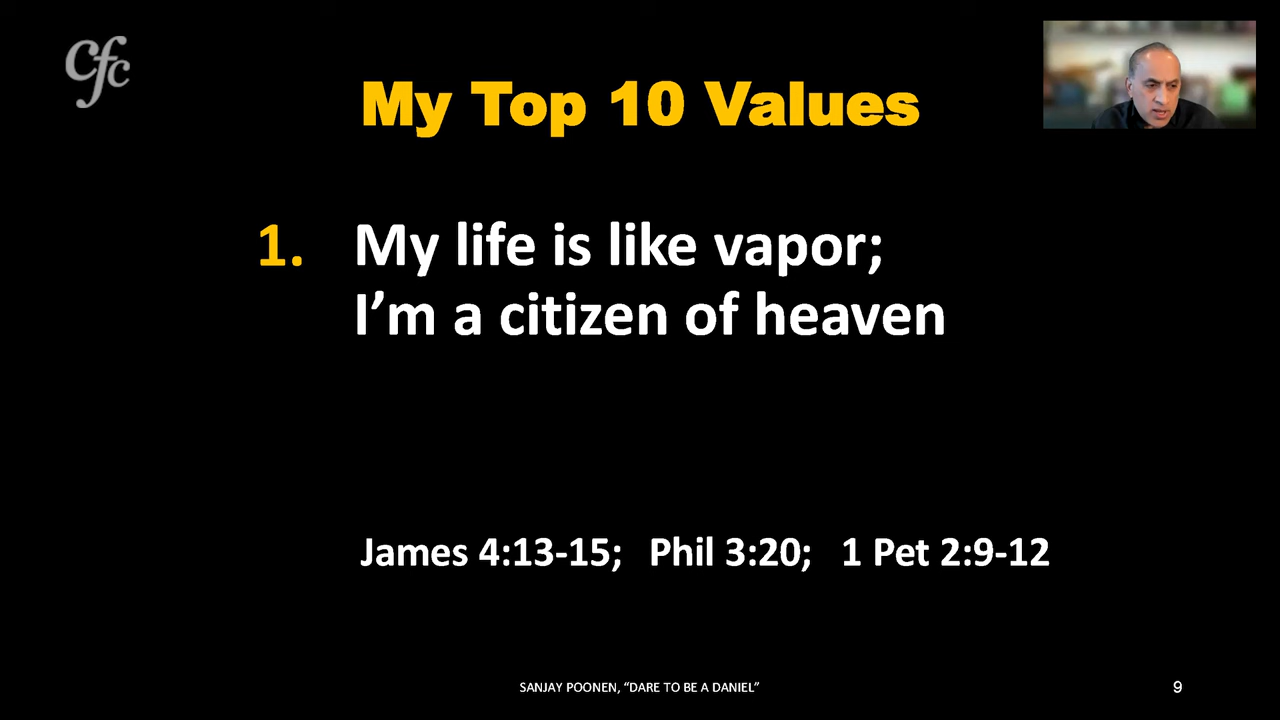 cfc
My Top 10 Values
1. My life is like vapor;
I’m a citizen of heaven
James 4:13-15; Phil 3:20; 1 Pet 2:9-12
SANJAY POONEN, “DARE TO BE A DANIEL”
9